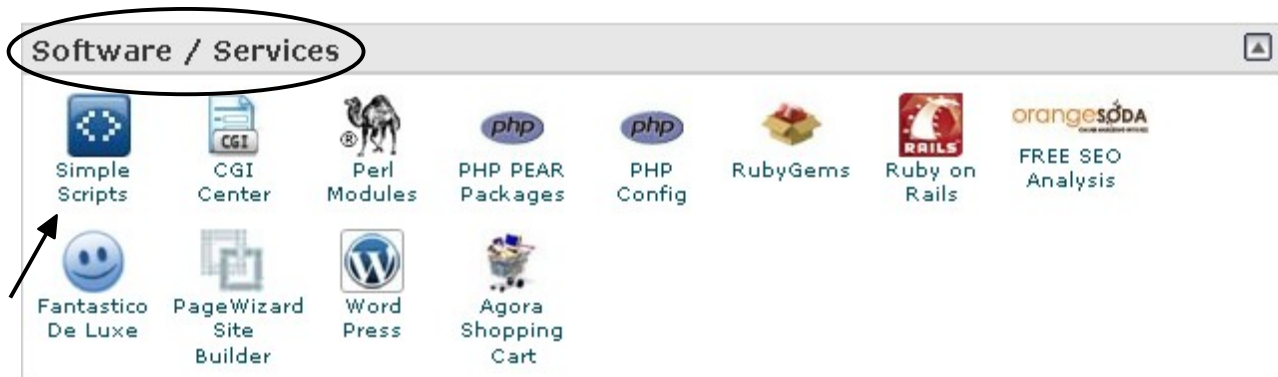 Software / Services
Simple Scripts
CGI
CGI Center
®
Perl Modules
php
PHP PEAR Packages
php
PHP Config
RubyGems
RAILS
Ruby on Rails
orangesoda
FREE SEO Analysis
Fantastico De Luxe
PageWizard Site Builder
W
Word Press
Agora Shopping Cart